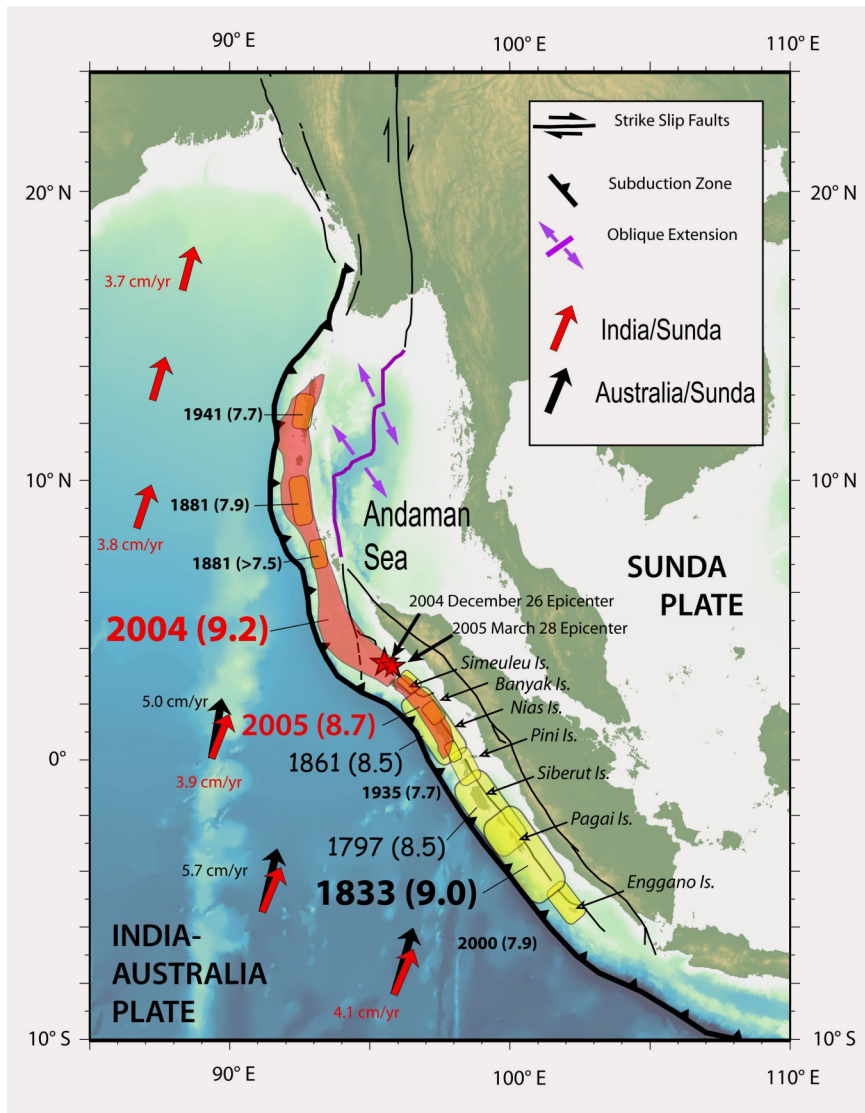 90° E
100° E
110° E
Strike Slip Faults
Subduction Zone
20° N
20° N
Oblique Extension
3.7 cm/yr
India/Sunda
Australia/Sunda
1941 (7.7)
10° N
10° N
1881 (7.9)
3.8 cm/yr
Andaman
Sea
1881 (>7.5)
SUNDA
PLATE
2004 December 26 Epicenter
2004 (9.2)
2005 March 28 Epicenter
Simeuleu Is.
Banyak Is.
5.0 cm/yr
Nias Is.
2005 (8.7)
Pini Is.
0°
0°
1861 (8.5)
3.9 cm/yr
Siberut Is.
1935 (7.7)
Pagai Is.
1797 (8.5)
5.7 cm/yr
1833 (9.0)
Enggano Is.
2000 (7.9)
INDIA-
AUSTRALIA
PLATE
4.1 cm/yr
10° S
10° S
90° E
100° E
110° E